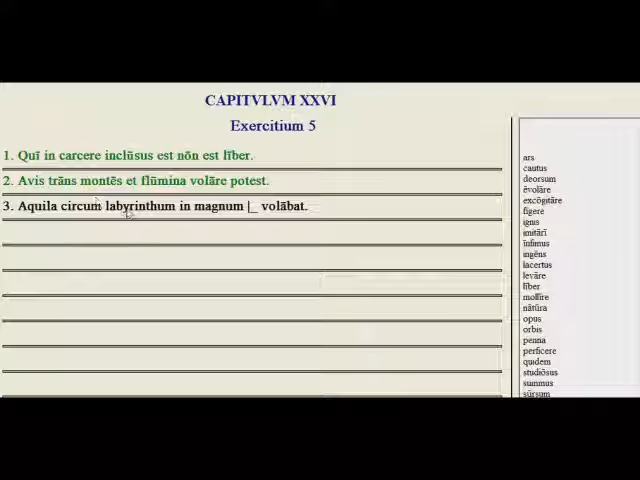 CAPITVLVM XXVI
Exercitium 5
1. Quī in carcere inclūsus est nōn est līber.
2. Avis trāns montēs et flūmina volāre potest.
3. Aquila circum labyrinthum in magnum |_ volābat.
ars
cautus
deorsum
ēvolāre
excōgitāre
fīgere
ignis
imitārī
īnfimus
ingēns
lacertus
levāre
līber
mollīre
nātūra
opus
orbis
penna
perficere
quidem
studiōsus
summus
sūrsum